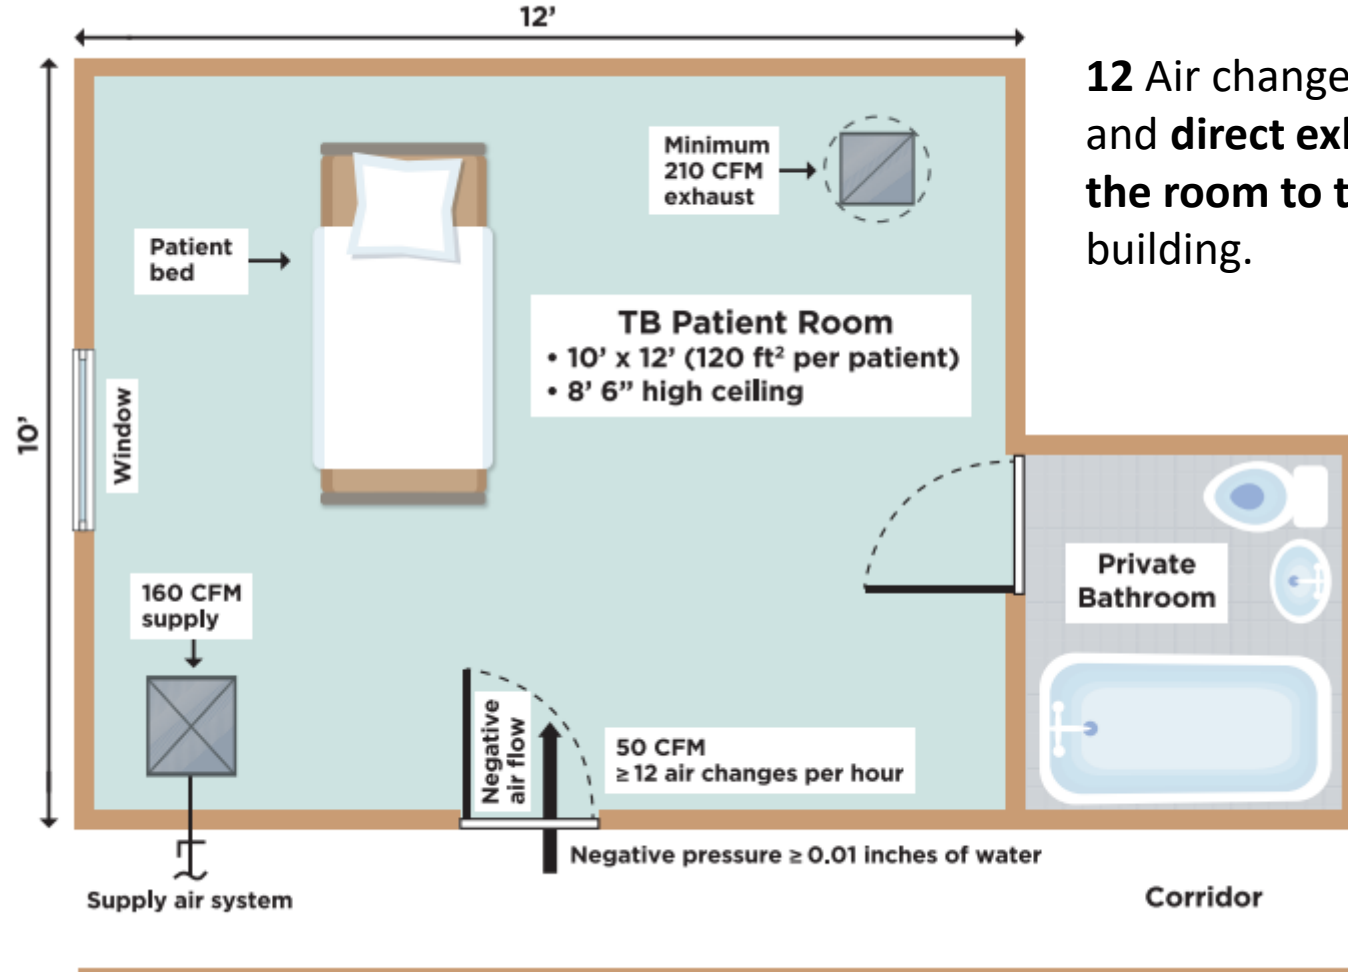 12’
12 Air change
and direct exh
the room to t
building.
Minimum
210 CFM
exhaust
Patient
bed
TB Patient Room
• 10’ x 12’ (120 ft² per patient)
• 8’ 6” high ceiling
10’
Window
160 CFM
supply
Private
Bathroom
Negative
air flow
50 CFM
≥ 12 air changes per hour
Negative pressure ≥ 0.01 inches of water
Supply air system
Corridor